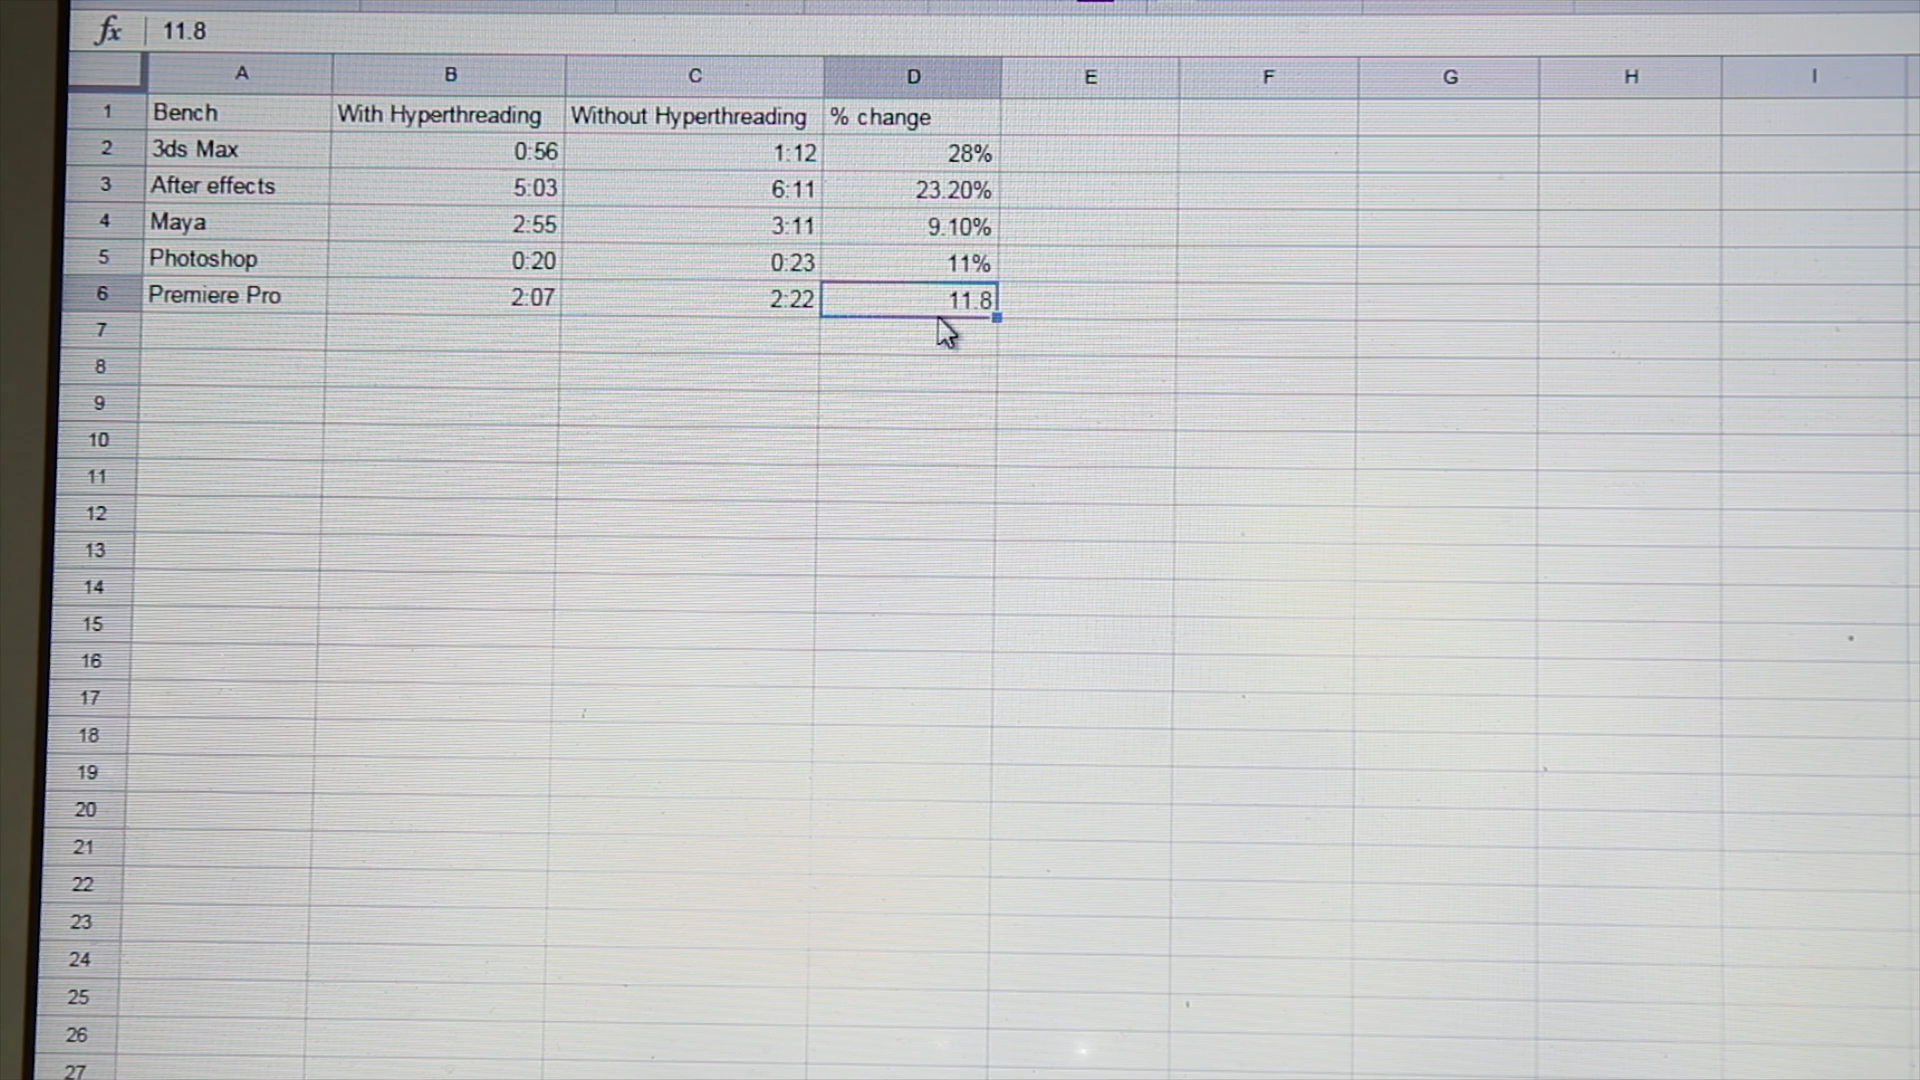 fx 11.8
A B C D E F G H I
1 Bench With Hyperthreading Without Hyperthreading % change
2 3ds Max 0:56 1:12 28%
3 After effects 5:03 6:11 23.20%
4 Maya 2:55 3:11 9.10%
5 Photoshop 0:20 0:23 11%
6 Premiere Pro 2:07 2:22 11.8
7
8
9
10
11
12
13
14
15
16
17
18
19
20
21
22
23
24
25
26
27